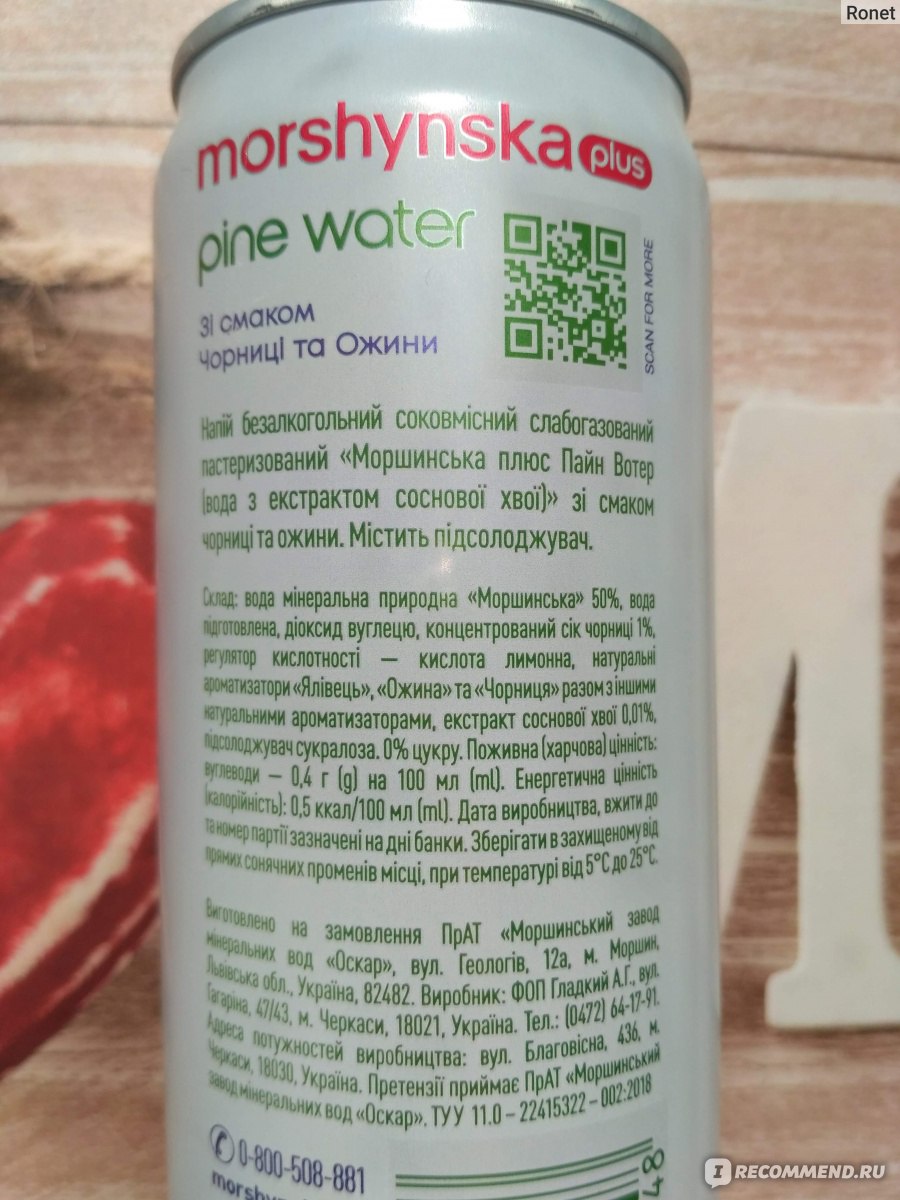 Ronet
morshynska plus
pine water
SCAN FOR MORE
зі смаком
Чорниці та Ожини
Напій безалкогольний соковмісний слабогазований
пастеризований «Моршинська плюс Пайн Вотер
(вода з екстрактом соснової хвої)» зі смаком
чорниці та ожини. Містить підсолоджувач.
Склад: вода мінеральна природна «Моршинська» 50%, вода
підготовлена, діоксид вуглецю, концентрований сік чорниці 1%,
регулятор кислотності — кислота лимонна, натуральні
ароматизатори «Ялівець», «Ожина» та «Чорниця» разом з іншими
натуральними ароматизаторами, екстракт соснової хвої 0,01%,
підсолоджувач сукралоза. 0% цукру. Поживна (харчова) цінність:
вуглеводи — 0,4 г (g) на 100 мл (ml). Енергетична цінність
(калорійність): 0,5 ккал/100 мл (ml). Дата виробництва, вжити до
та номер партії зазначені на дні банки. Зберігати в захищеному від
прямих сонячних променів місці, при температурі від 5°С до 25°С.
Виготовлено на замовлення ПрАТ «Моршинський завод
мінеральних вод «Оскар», вул. Геологів, 12а, м. Моршин,
Львівська обл., Україна, 82482. Виробник: ФОП Гладкий А.Г., вул.
Гагаріна, 47/43, м. Черкаси, 18021, Україна. Тел.: (0472) 64-17-91.
Адреса потужностей виробництва: вул. Благовісна, 436, м.
Черкаси, 18030, Україна. Претензії приймає ПрАТ «Моршинський
завод мінеральних вод «Оскар». ТУ У 11.0 – 22415322 – 002:2018
0-800-508-881
morshyn
48
IRECOMMEND.RU